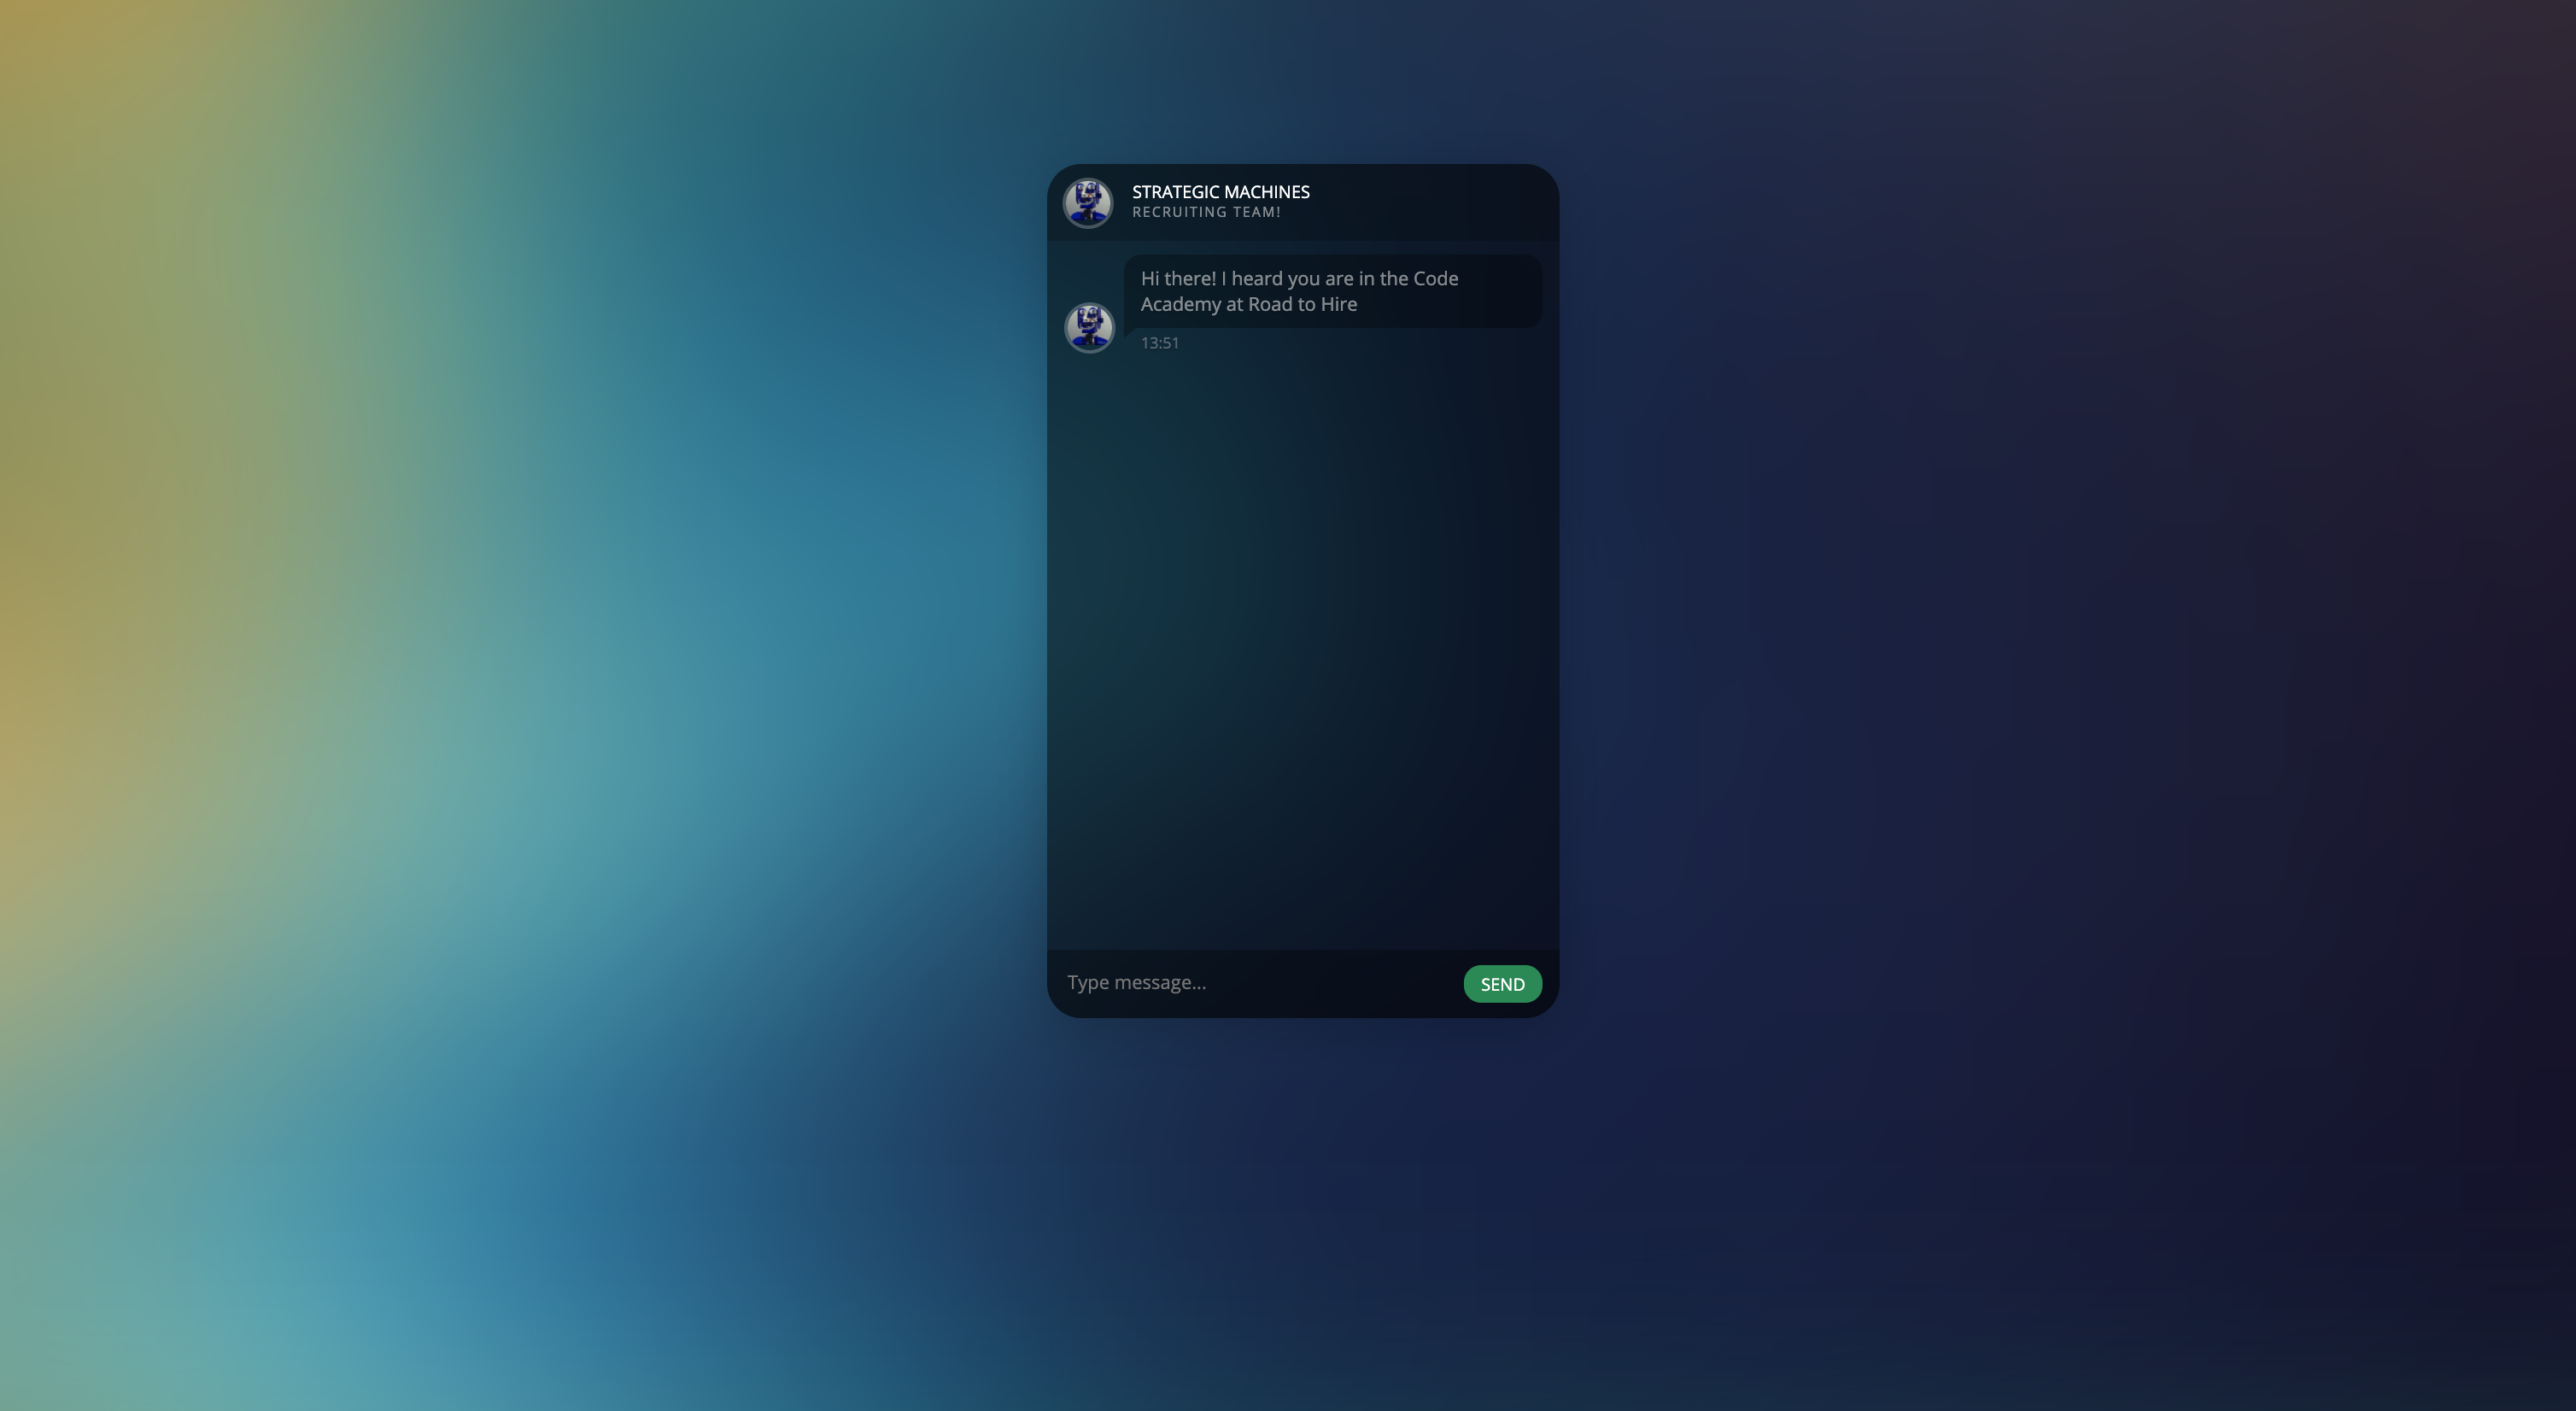 STRATEGIC MACHINES
RECRUITING TEAM!
Hi there! I heard you are in the Code
Academy at Road to Hire
13:51
Type message...
SEND